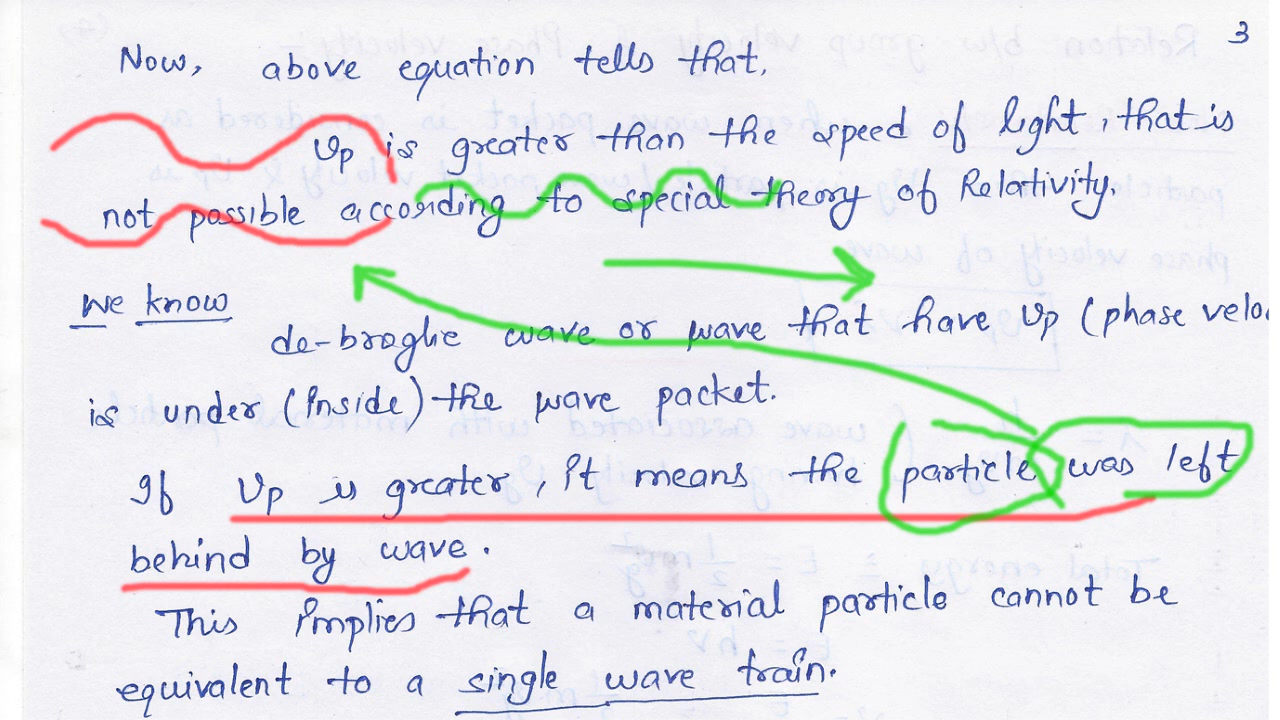 3
Now, above equation tells that,
Vp is greater than the speed of light, that is
not possible according to special theory of Relativity.
We know
de-broglie wave or wave that have Vp (phase velo
is under (Inside) the wave packet.
If Vp is greater, it means the particle was left
behind by wave.
This implies that a material particle cannot be
equivalent to a single wave train.